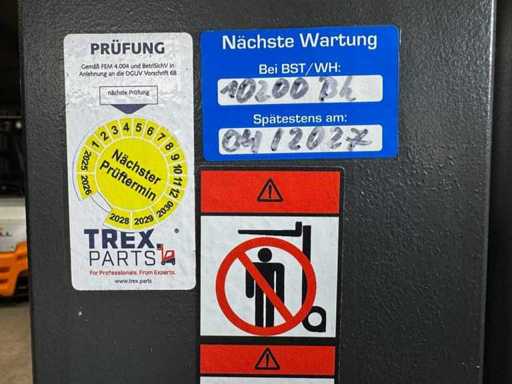 PRÜFUNG
Gemäß FEM 4.004 und BetrSichV in
Anlehnung an die DGUV Vorschrift 68
nächste Prüfung
1 2 3 4 5 6 7 8 9 10 11 12
2025 2026
Nächster
Prüftermin
2028 2029 2030
TREX.
PARTS
For Professionals. From Experts.
www.trex.parts
Nächste Wartung
Bei BST/WH:
10200 Bh
Spätestens am:
04/2027